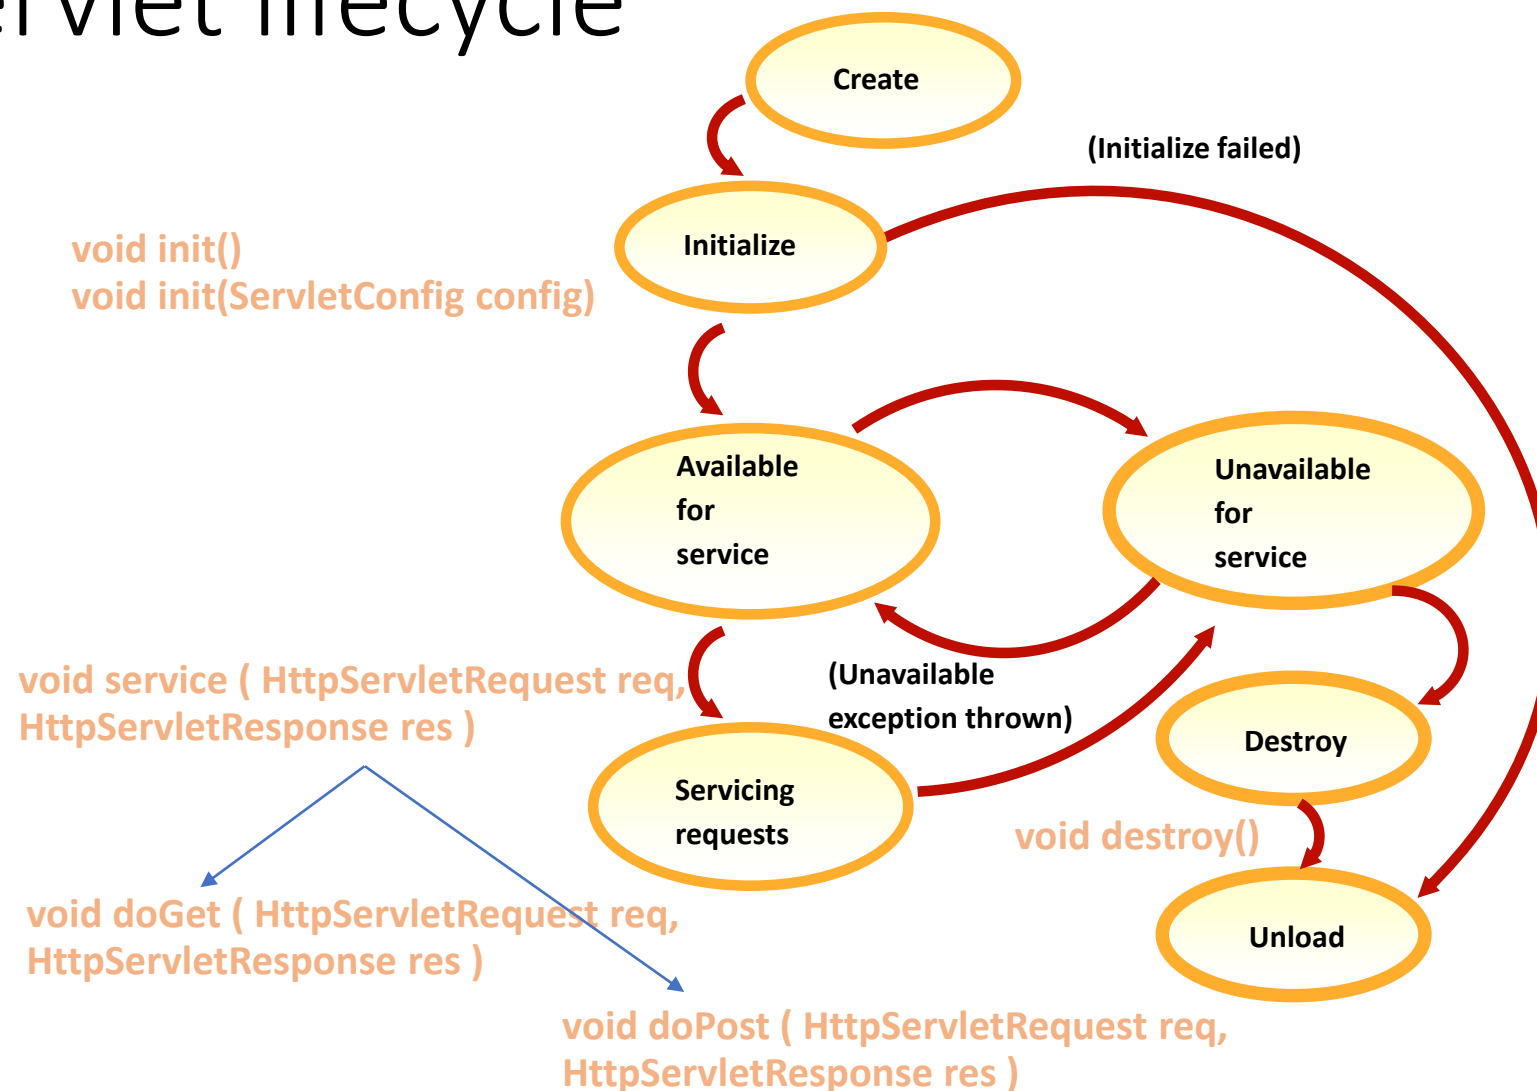 ervlet lifecycle
Create
(Initialize failed)
void init()
void init(ServletConfig config)
Initialize
Available
for
service
Unavailable
for
service
void service ( HttpServletRequest req,
HttpServletResponse res )
(Unavailable
exception thrown)
Servicing
requests
Destroy
void destroy()
void doGet ( HttpServletRequest req,
HttpServletResponse res )
Unload
void doPost ( HttpServletRequest req,
HttpServletResponse res )